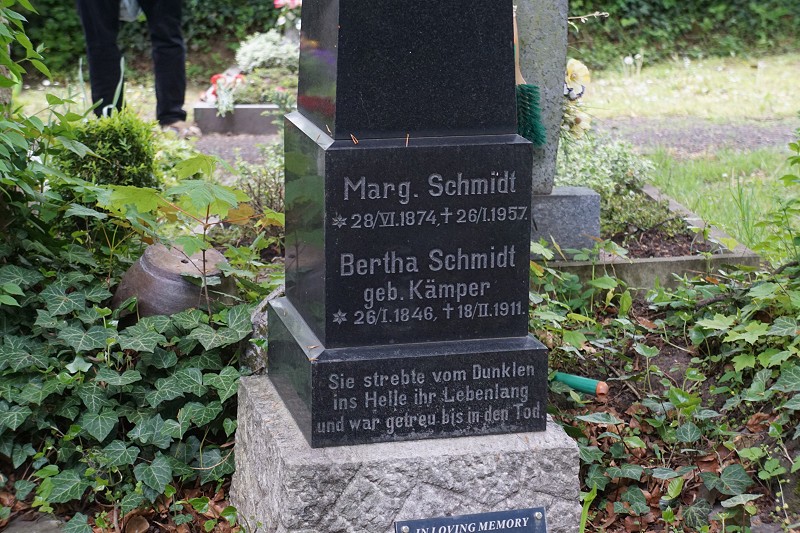 Marg. Schmidt
✶28/VI.1874,✝26/I.1957.
Bertha Schmidt
geb. Kämper
✶26/I.1846, ✝18/II.1911.
Sie strebte vom Dunklen
ins Helle ihr Lebenlang
und war getreu bis in den Tod.
IN LOVING MEMORY